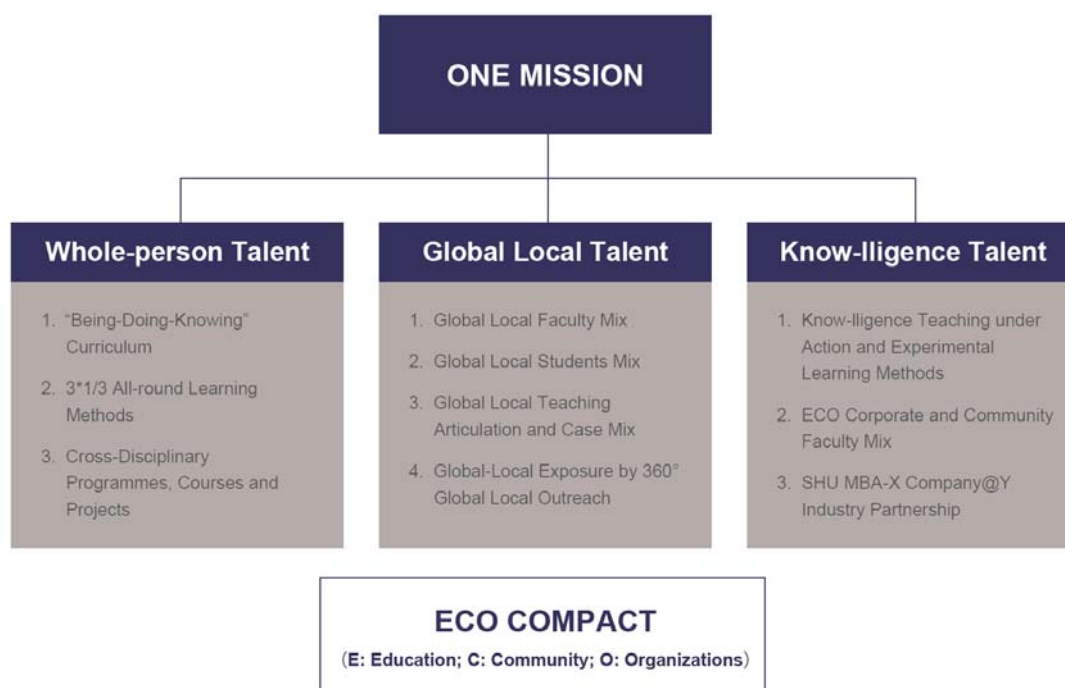 ONE MISSION
Whole-person Talent
1. “Being-Doing-Knowing”
Curriculum
2. 3*1/3 All-round Learning
Methods
3. Cross-Disciplinary
Programmes, Courses and
Projects
Global Local Talent
1. Global Local Faculty Mix
2. Global Local Students Mix
3. Global Local Teaching
Articulation and Case Mix
4. Global-Local Exposure by 360°
Global Local Outreach
Know-lligence Talent
1. Know-lligence Teaching under
Action and Experimental
Learning Methods
2. ECO Corporate and Community
Faculty Mix
3. SHU MBA-X Company@Y
Industry Partnership
ECO COMPACT
(E: Education; C: Community; O: Organizations)